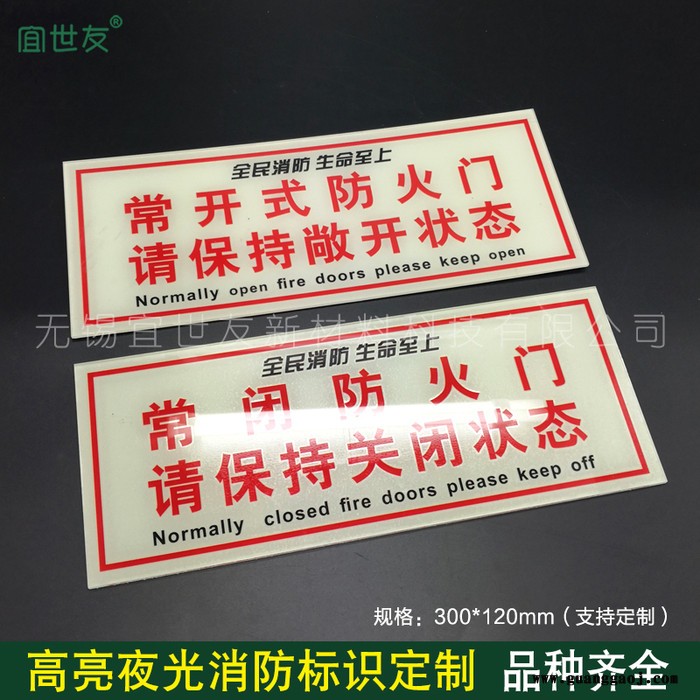 宜世友®
全民消防 生命至上
常开式防火门
请保持敞开状态
Normally open fire doors please keep open
无锡宜世友新材料科技有限公司
全民消防 生命至上
常闭防火门
请保持关闭状态
Normally closed fire doors please keep off
规格：300*120mm（支持定制）
高亮夜光消防标识定制 品种齐全
www.guanggaoj.com